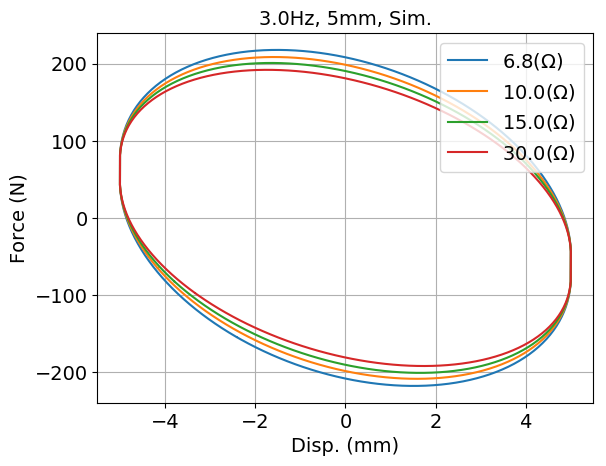 3.0Hz, 5mm, Sim.
6.8(Ω)
10.0(Ω)
15.0(Ω)
30.0(Ω)
Force (N)
200
100
0
−100
−200
−4
−2
0
2
4
Disp. (mm)